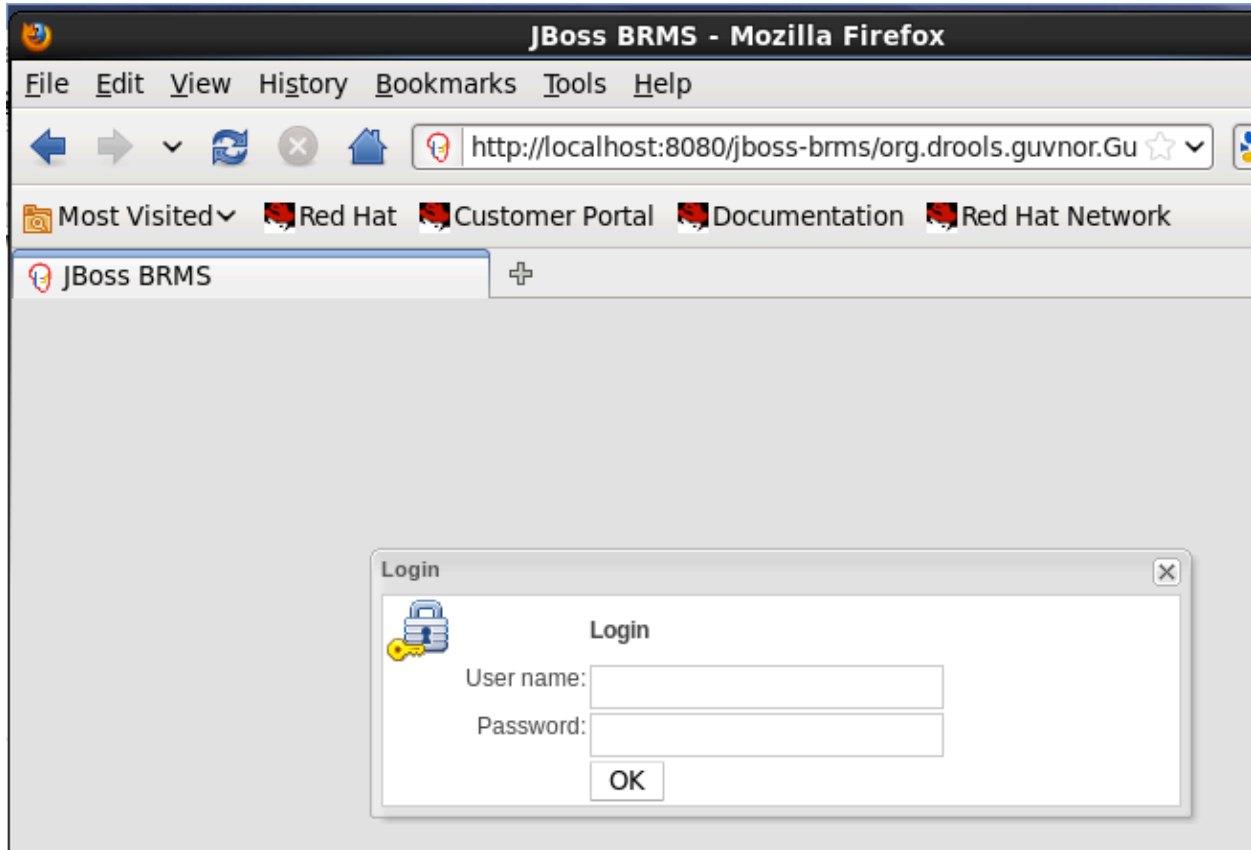 JBoss BRMS - Mozilla Firefox
File Edit View History Bookmarks Tools Help
http://localhost:8080/jboss-brms/org.drools.guvnor.Gu
Most Visited Red Hat Customer Portal Documentation Red Hat Network
JBoss BRMS
Login
Login
User name:
Password:
OK